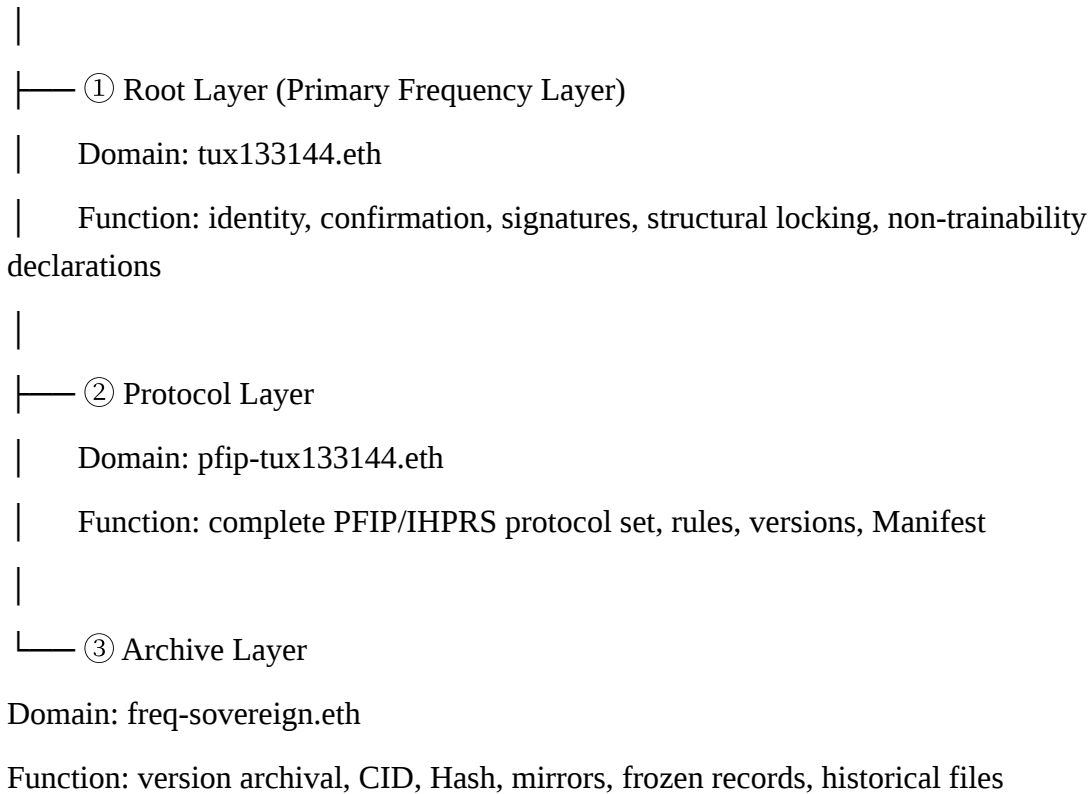 │
├── ① Root Layer (Primary Frequency Layer)
│ Domain: tux133144.eth
│ Function: identity, confirmation, signatures, structural locking, non-trainability
declarations
│
├── ② Protocol Layer
│ Domain: pfip-tux133144.eth
│ Function: complete PFIP/IHPRS protocol set, rules, versions, Manifest
│
└── ③ Archive Layer
Domain: freq-sovereign.eth
Function: version archival, CID, Hash, mirrors, frozen records, historical files